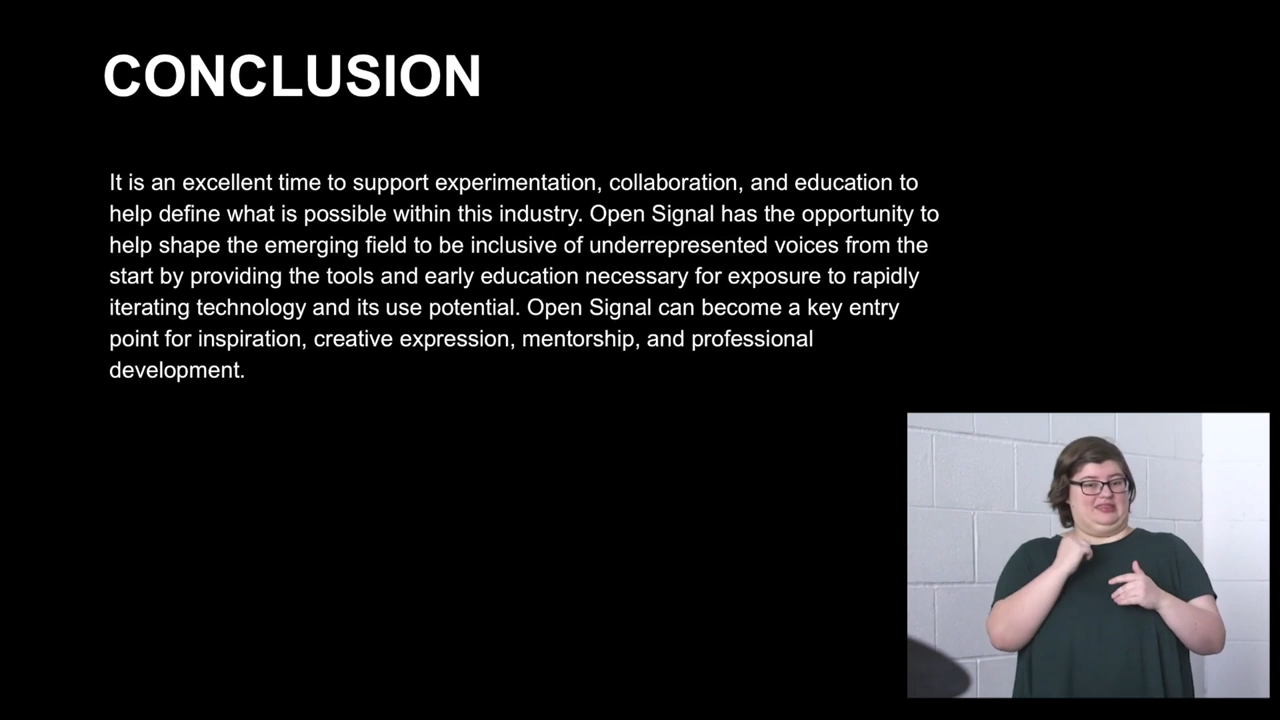 CONCLUSION
It is an excellent time to support experimentation, collaboration, and education to
help define what is possible within this industry. Open Signal has the opportunity to
help shape the emerging field to be inclusive of underrepresented voices from the
start by providing the tools and early education necessary for exposure to rapidly
iterating technology and its use potential. Open Signal can become a key entry
point for inspiration, creative expression, mentorship, and professional
development.